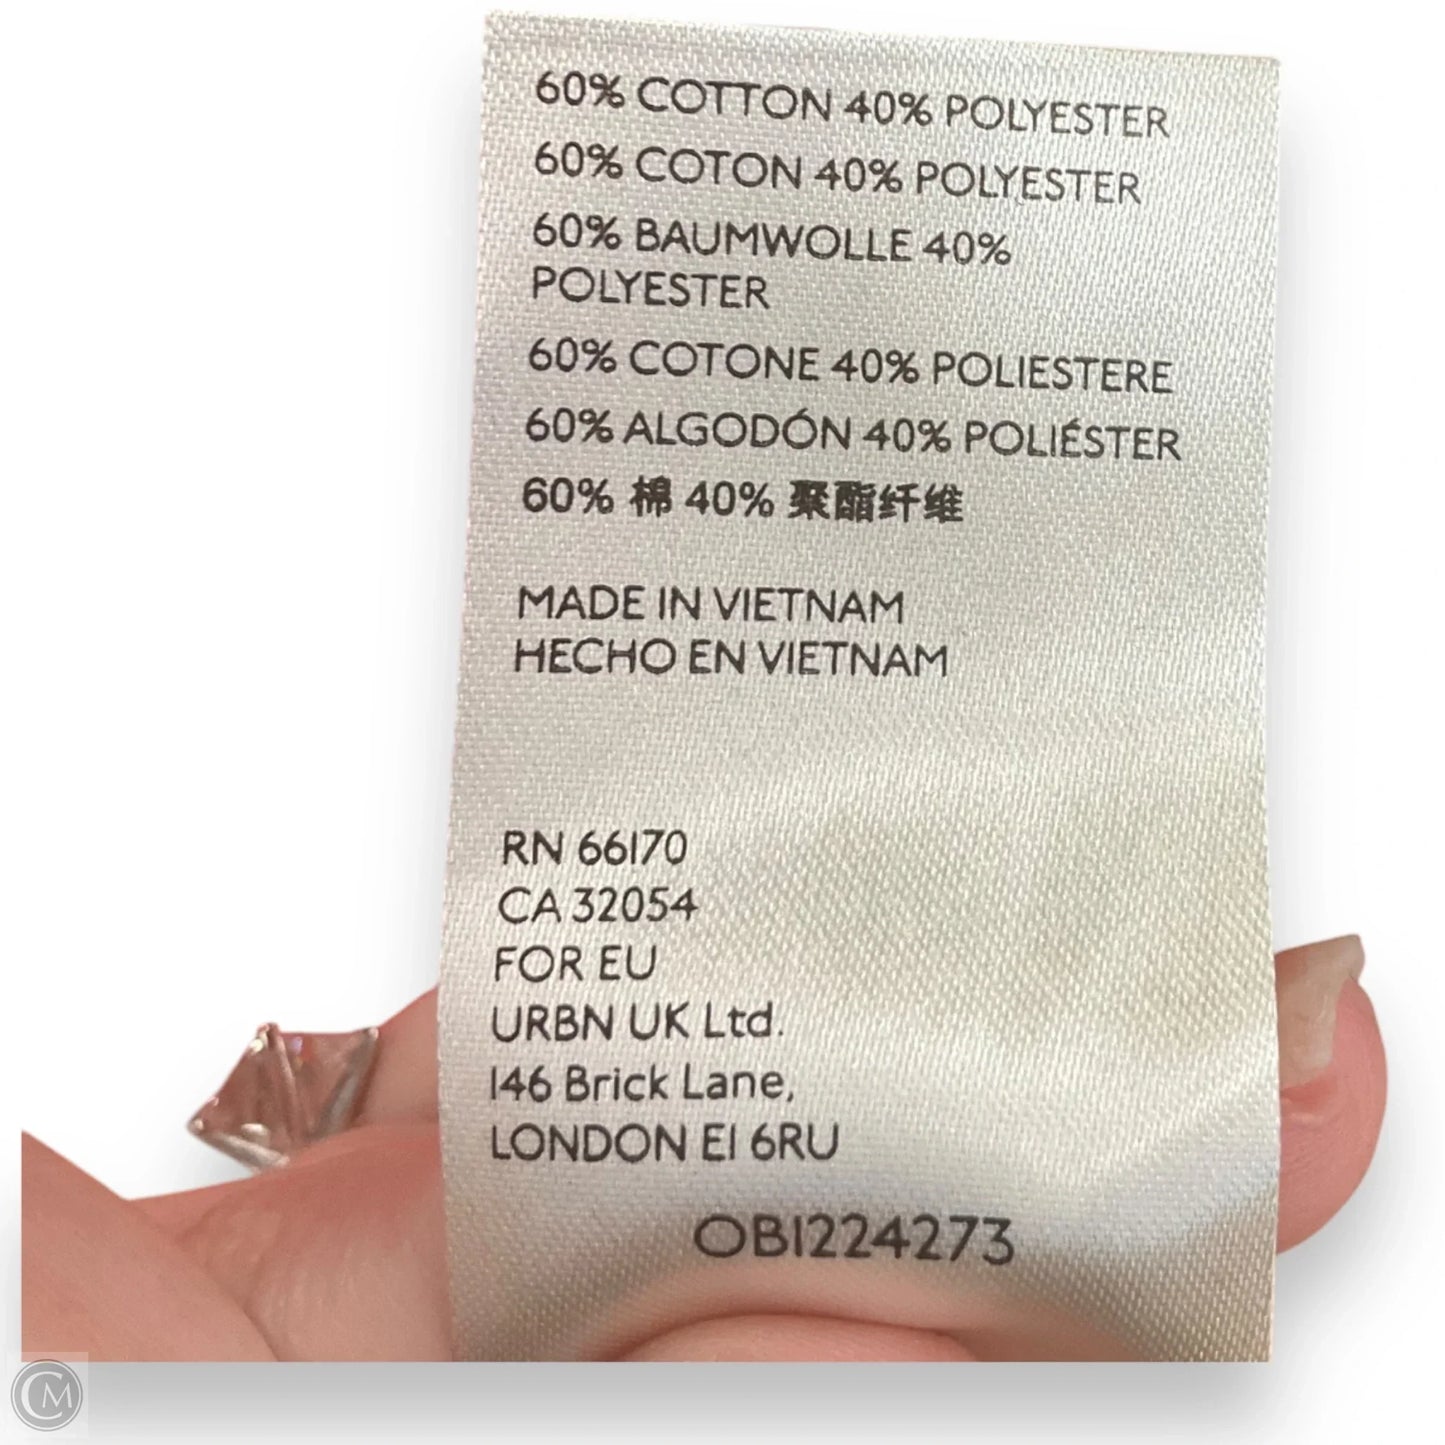 60% COTTON 40% POLYESTER
60% COTON 40% POLYESTER
60% BAUMWOLLE 40%
POLYESTER
60% COTONE 40% POLIESTERE
60% ALGODÓN 40% POLIÉSTER
60% 棉 40% 聚酯纤维
MADE IN VIETNAM
HECHO EN VIETNAM
RN 66170
CA 32054
FOR EU
URBN UK Ltd.
146 Brick Lane,
LONDON E1 6RU
OB1224273
CM